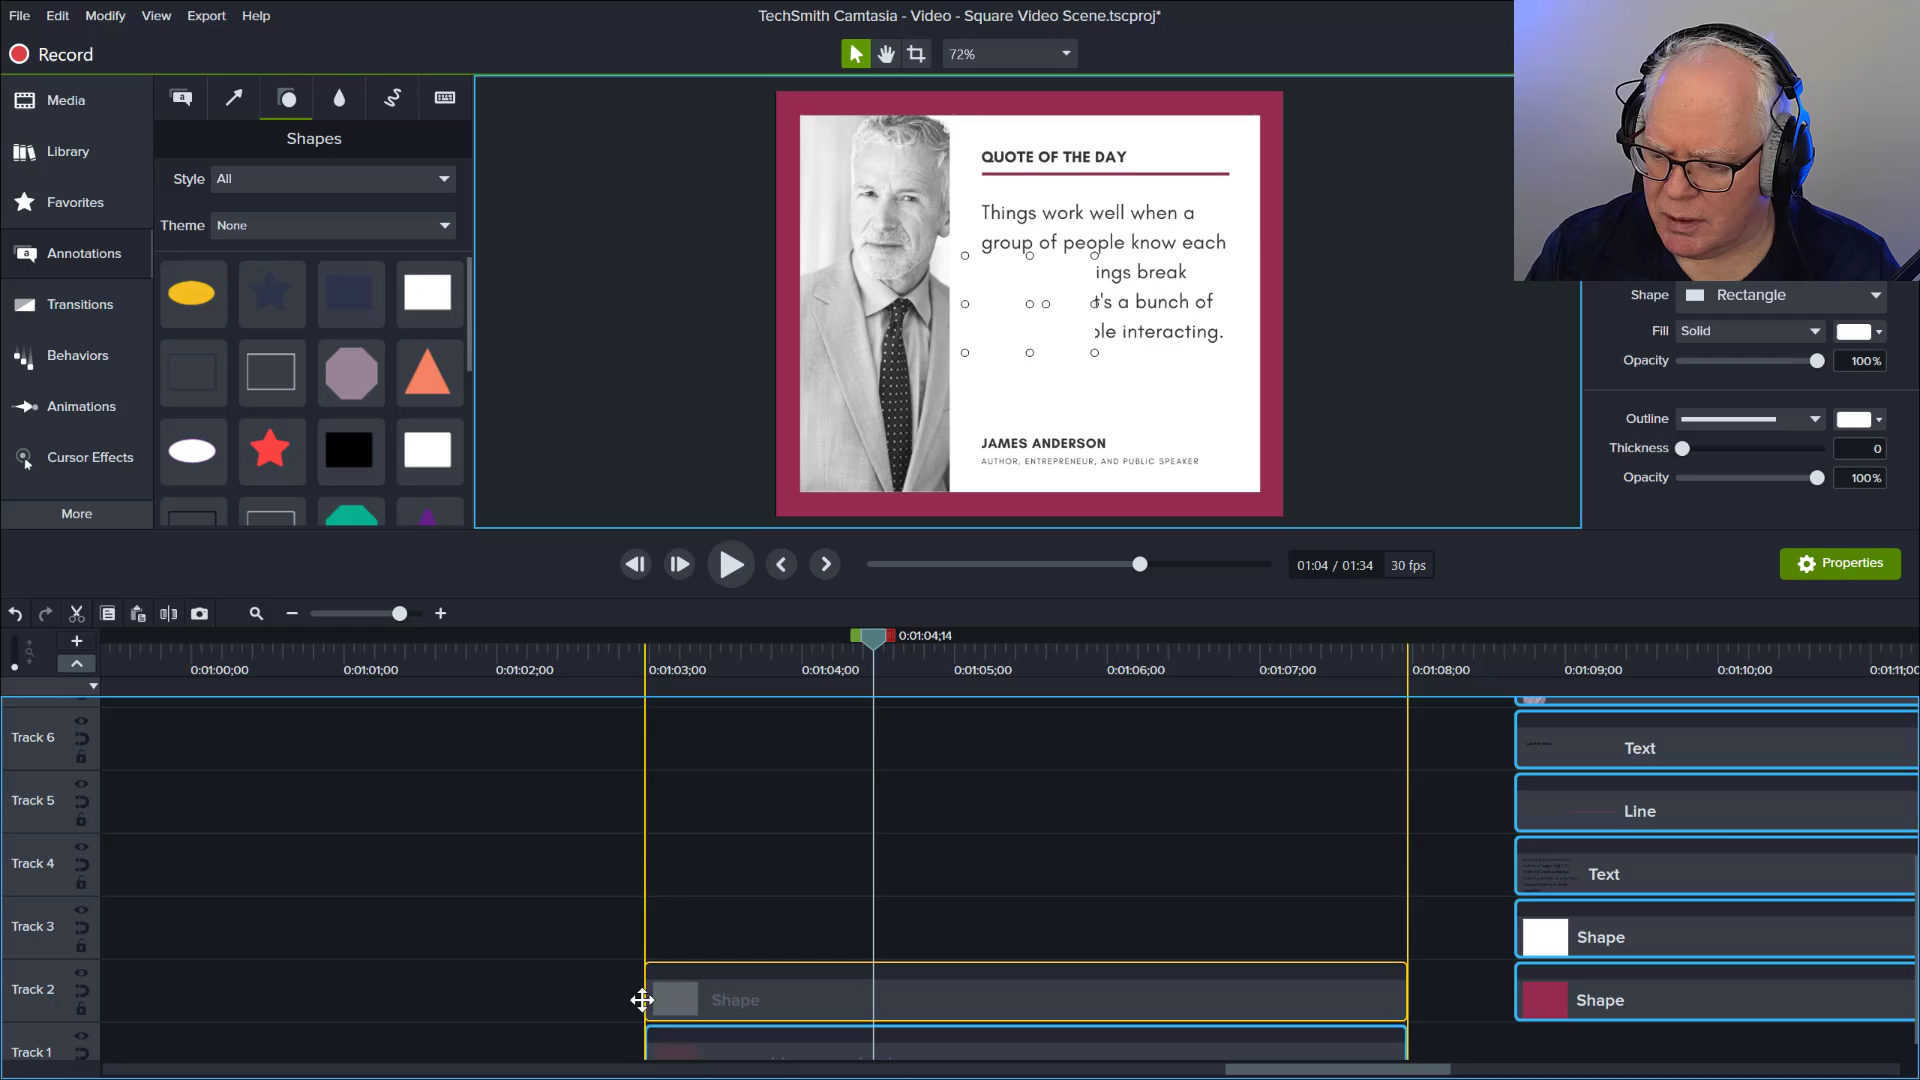 File Edit Modify View Export Help
TechSmith Camtasia - Video - Square Video Scene.tscproj*
Record
72%
Media
Library
Favorites
Annotations
Transitions
Behaviors
Animations
Cursor Effects
More
a
Shapes
Style All
Theme None
QUOTE OF THE DAY
Things work well when a
group of people know each
ings break
t's a bunch of
ple interacting.
JAMES ANDERSON
AUTHOR, ENTREPRENEUR, AND PUBLIC SPEAKER
Shape Rectangle
Fill Solid
Opacity 100%
Outline
Thickness 0
Opacity 100%
01:04 / 01:34 30 fps
Properties
0:01:04;14
0:01:00;00 0:01:01;00 0:01:02;00 0:01:03;00 0:01:04;00 0:01:05;00 0:01:06;00 0:01:07;00 0:01:08;00 0:01:09;00 0:01:10;00 0:01:11;00
Track 6 Text
Track 5 Line
Track 4 Text
Track 3 Shape
Track 2 Shape Shape
Track 1